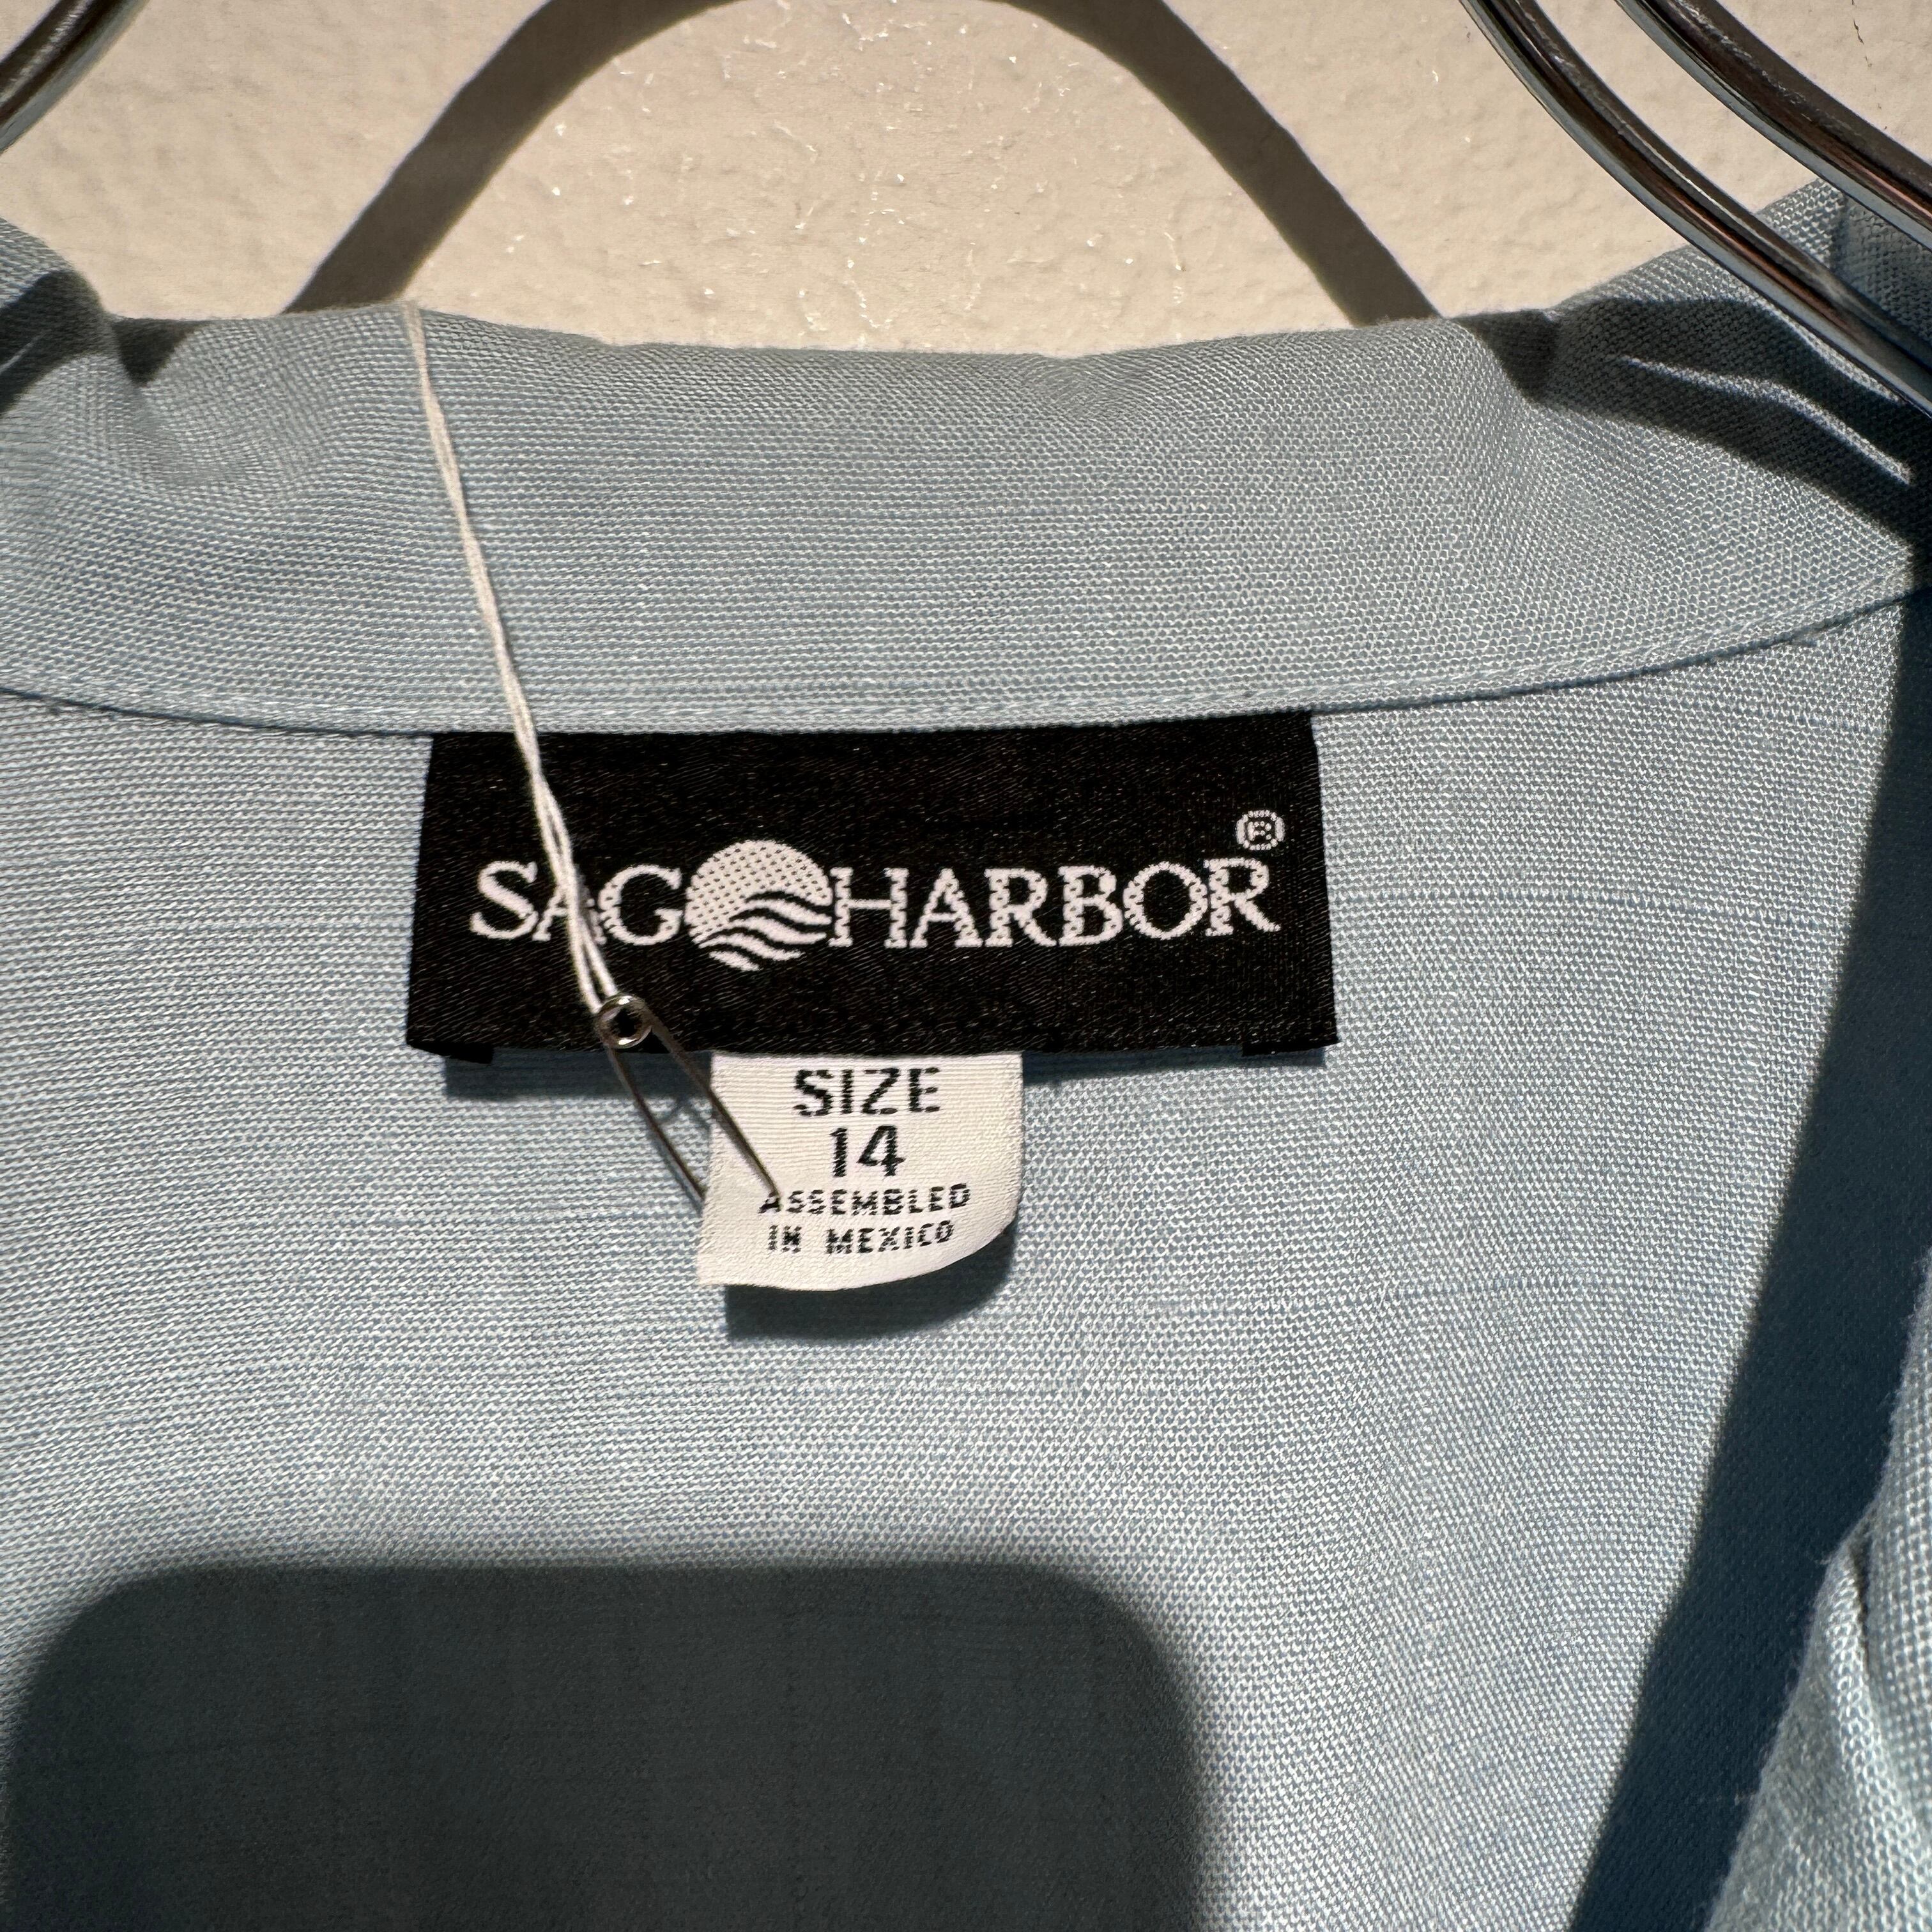 SAG HARBOR®
SIZE
14
ASSEMBLED
IN MEXICO